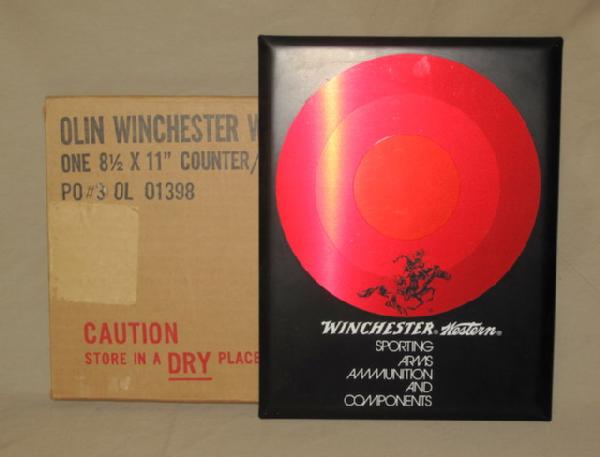 OLIN WINCHESTER
ONE 8½ X 11" COUNTER/
PO #3 OL 01398
CAUTION
STORE IN A DRY PLACE
WINCHESTER® Western®
SPORTING
ARMS
AMMUNITION
AND
COMPONENTS